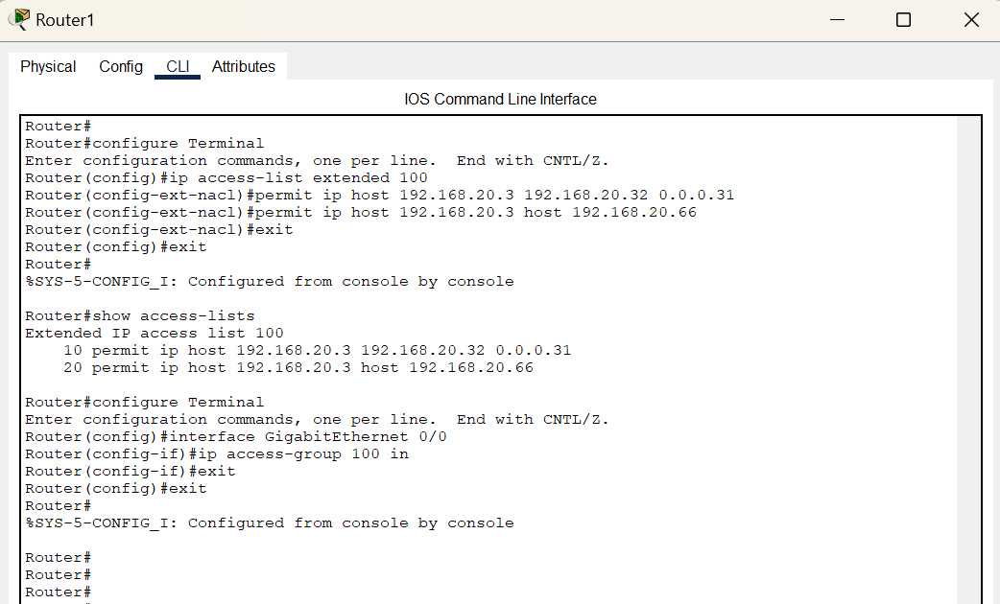 Router1
Physical Config CLI Attributes
IOS Command Line Interface
Router#
Router#configure Terminal
Enter configuration commands, one per line.  End with CNTL/Z.
Router(config)#ip access-list extended 100
Router(config-ext-nacl)#permit ip host 192.168.20.3 192.168.20.32 0.0.0.31
Router(config-ext-nacl)#permit ip host 192.168.20.3 host 192.168.20.66
Router(config-ext-nacl)#exit
Router(config)#exit
Router#
%SYS-5-CONFIG_I: Configured from console by console
Router#show access-lists
Extended IP access list 100
    10 permit ip host 192.168.20.3 192.168.20.32 0.0.0.31
    20 permit ip host 192.168.20.3 host 192.168.20.66
Router#configure Terminal
Enter configuration commands, one per line.  End with CNTL/Z.
Router(config)#interface GigabitEthernet 0/0
Router(config-if)#ip access-group 100 in
Router(config-if)#exit
Router(config)#exit
Router#
%SYS-5-CONFIG_I: Configured from console by console
Router#
Router#
Router#